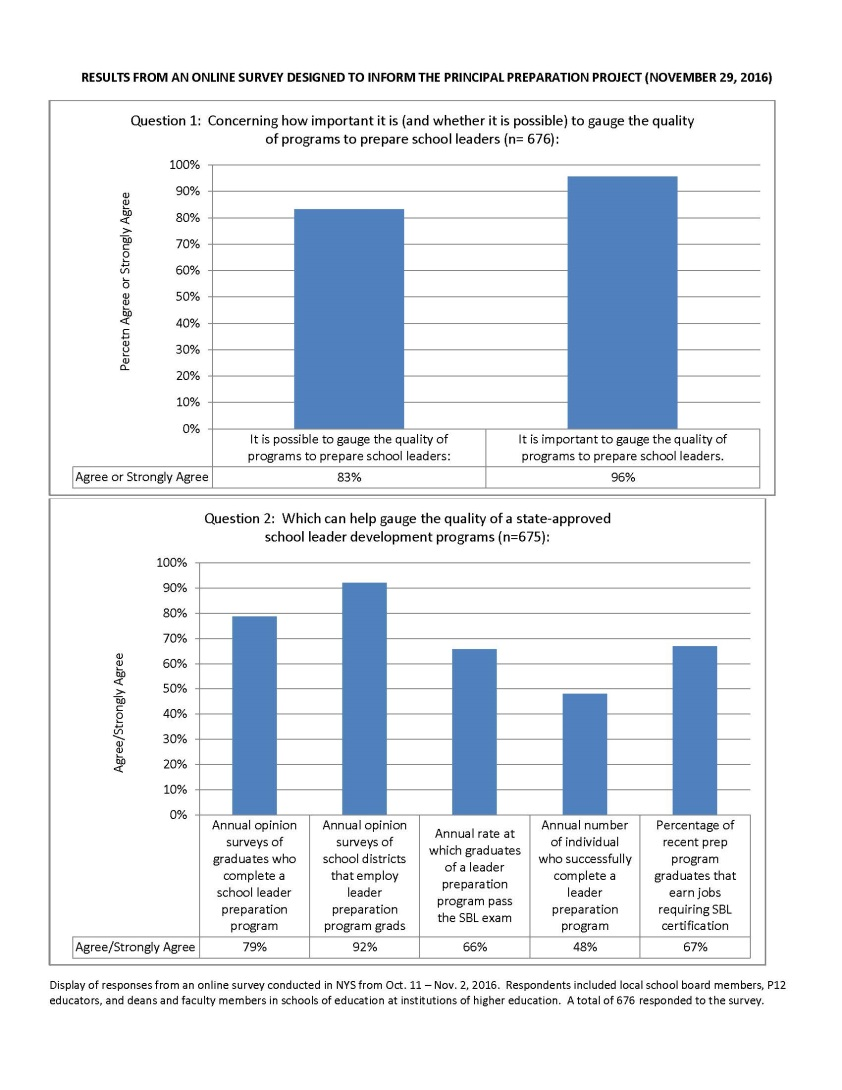 RESULTS FROM AN ONLINE SURVEY DESIGNED TO INFORM THE PRINCIPAL PREPARATION PROJECT (NOVEMBER 29, 2016)
Question 1:  Concerning how important it is (and whether it is possible) to gauge the quality
of programs to prepare school leaders (n= 676):
Percetn Agree or Strongly Agree
100%
90%
80%
70%
60%
50%
40%
30%
20%
10%
0%
It is possible to gauge the quality of
programs to prepare school leaders:
It is important to gauge the quality of
programs to prepare school leaders.
Agree or Strongly Agree
83%
96%
Question 2:  Which can help gauge the quality of a state-approved
school leader development programs (n=675):
Agree/Strongly Agree
100%
90%
80%
70%
60%
50%
40%
30%
20%
10%
0%
Annual opinion
surveys of
graduates who
complete a
school leader
preparation
program
Annual opinion
surveys of
school districts
that employ
leader
preparation
program grads
Annual rate at
which graduates
of a leader
preparation
program pass
the SBL exam
Annual number
of individual
who successfully
complete a
leader
preparation
program
Percentage of
recent prep
program
graduates that
earn jobs
requiring SBL
certification
Agree/Strongly Agree
79%
92%
66%
48%
67%
Display of responses from an online survey conducted in NYS from Oct. 11 – Nov. 2, 2016.  Respondents included local school board members, P12
educators, and deans and faculty members in schools of education at institutions of higher education.  A total of 676 responded to the survey.